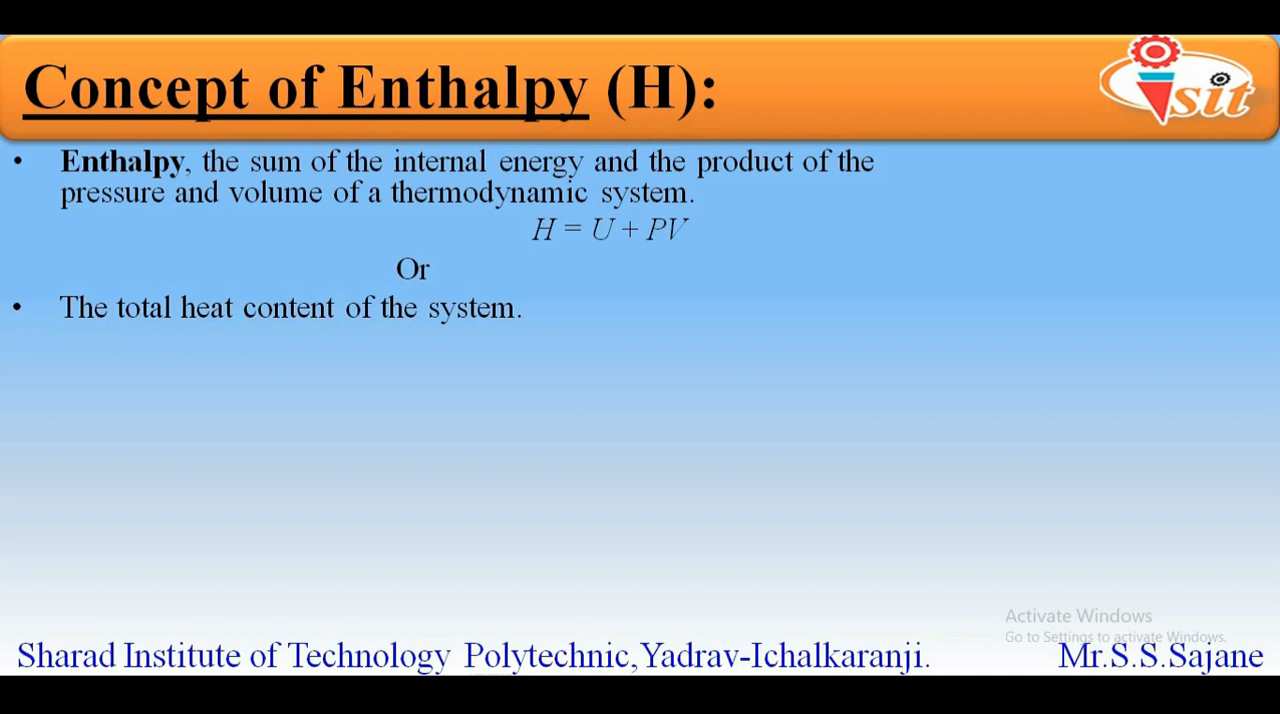 Concept of Enthalpy (H):
sit
• Enthalpy, the sum of the internal energy and the product of the
pressure and volume of a thermodynamic system.
H = U + PV
Or
• The total heat content of the system.
Activate Windows
Go to Settings to activate Windows.
Sharad Institute of Technology Polytechnic,Yadrav-Ichalkaranji. Mr.S.S.Sajane